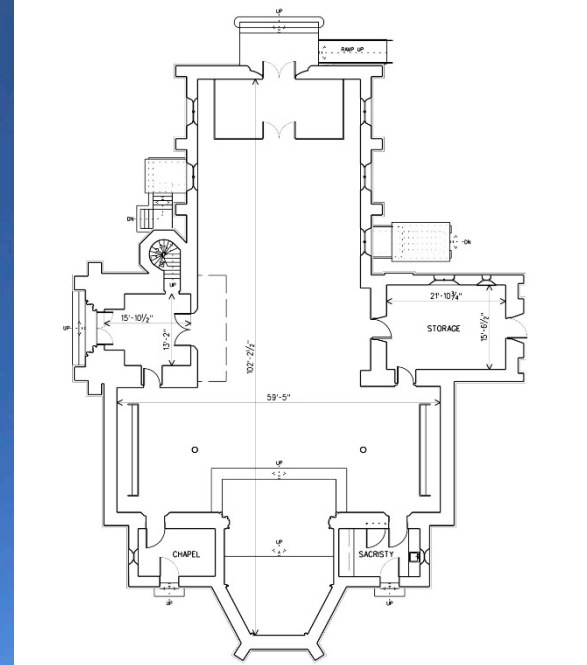 UP
RAMP UP
DN
DN
UP
21'-10¾"
15'-10½"
UP
13'-2"
STORAGE
15'-6½"
102'-2½"
59'-5"
UP
UP
CHAPEL
SACRISTY
UP
UP